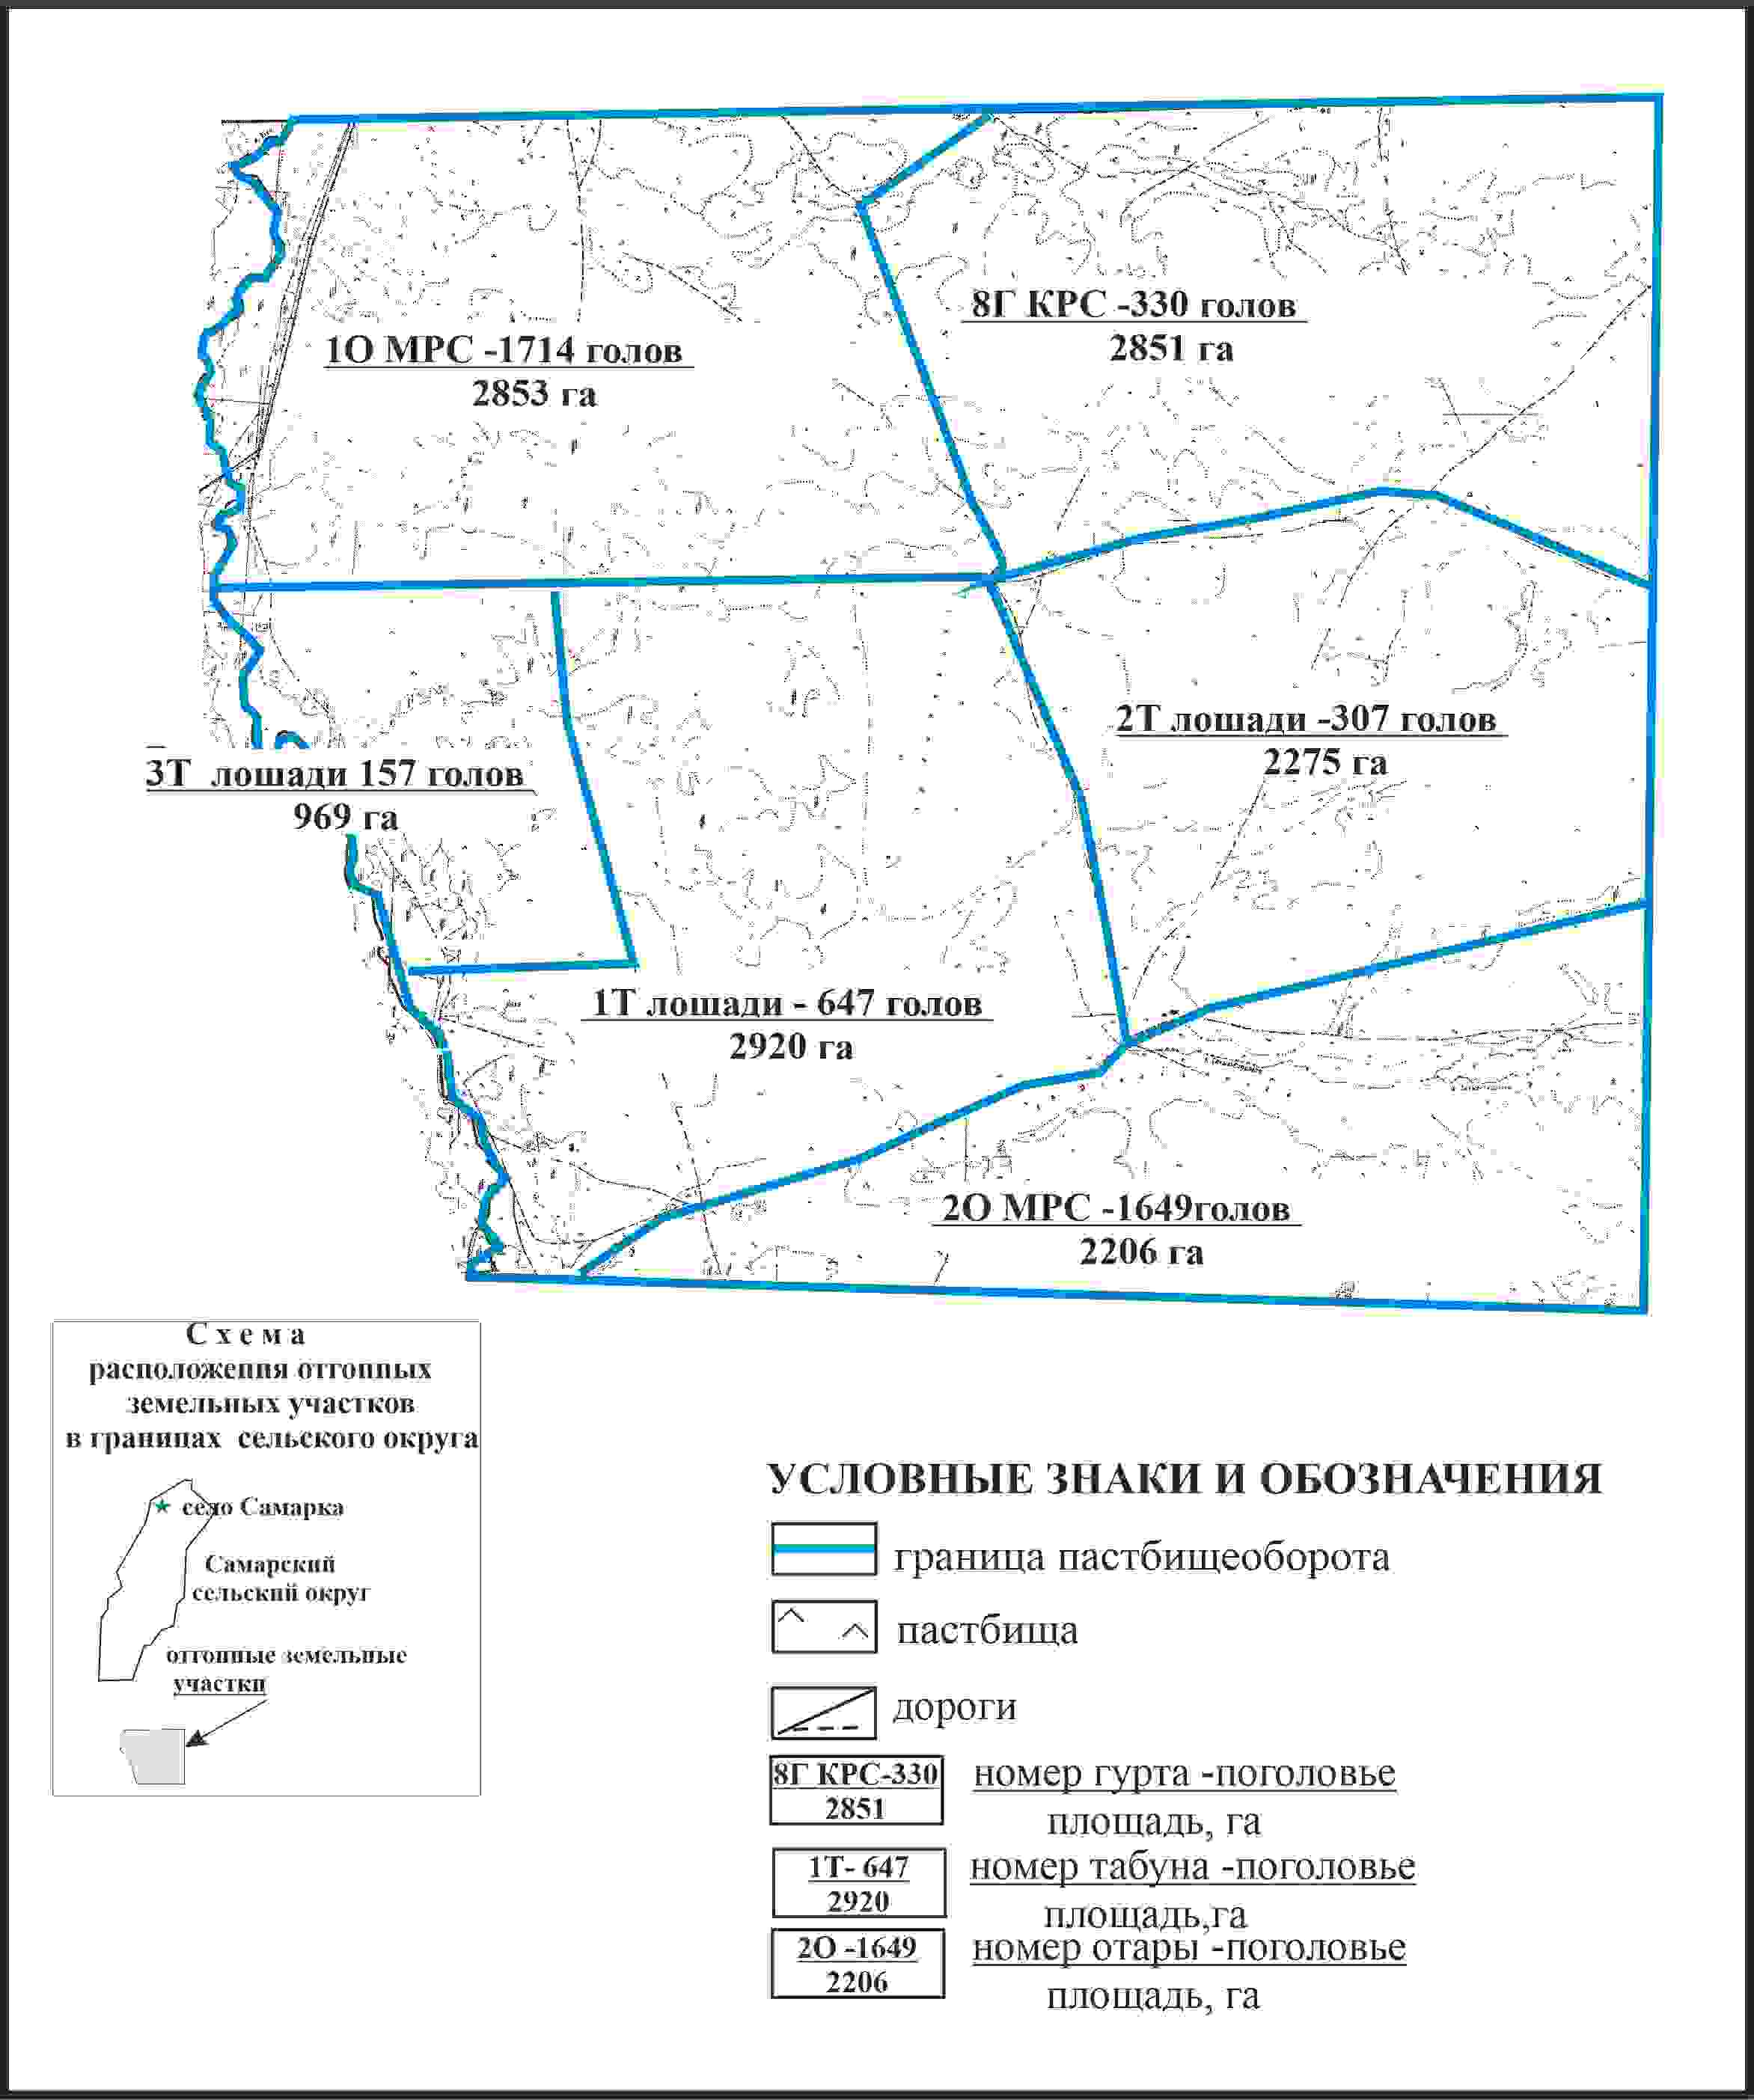 8Г КРС -330 голов
2851 га
1О МРС -1714 голов
2853 га
2Т лошади -307 голов
2275 га
3Т лошади 157 голов
969 га
1Т лошади - 647 голов
2920 га
2О МРС -1649голов
2206 га
Схема
расположения отгонных
земельных участков
в границах сельского округа
село Самарка
Самарский
сельский округ
отгонные земельные
участки
УСЛОВНЫЕ ЗНАКИ И ОБОЗНАЧЕНИЯ
граница пастбищеоборота
пастбища
дороги
8Г КРС-330 номер гурта -поголовье
2851 площадь, га
1Т- 647 номер табуна -поголовье
2920 площадь,га
2О -1649 номер отары -поголовье
2206 площадь, га